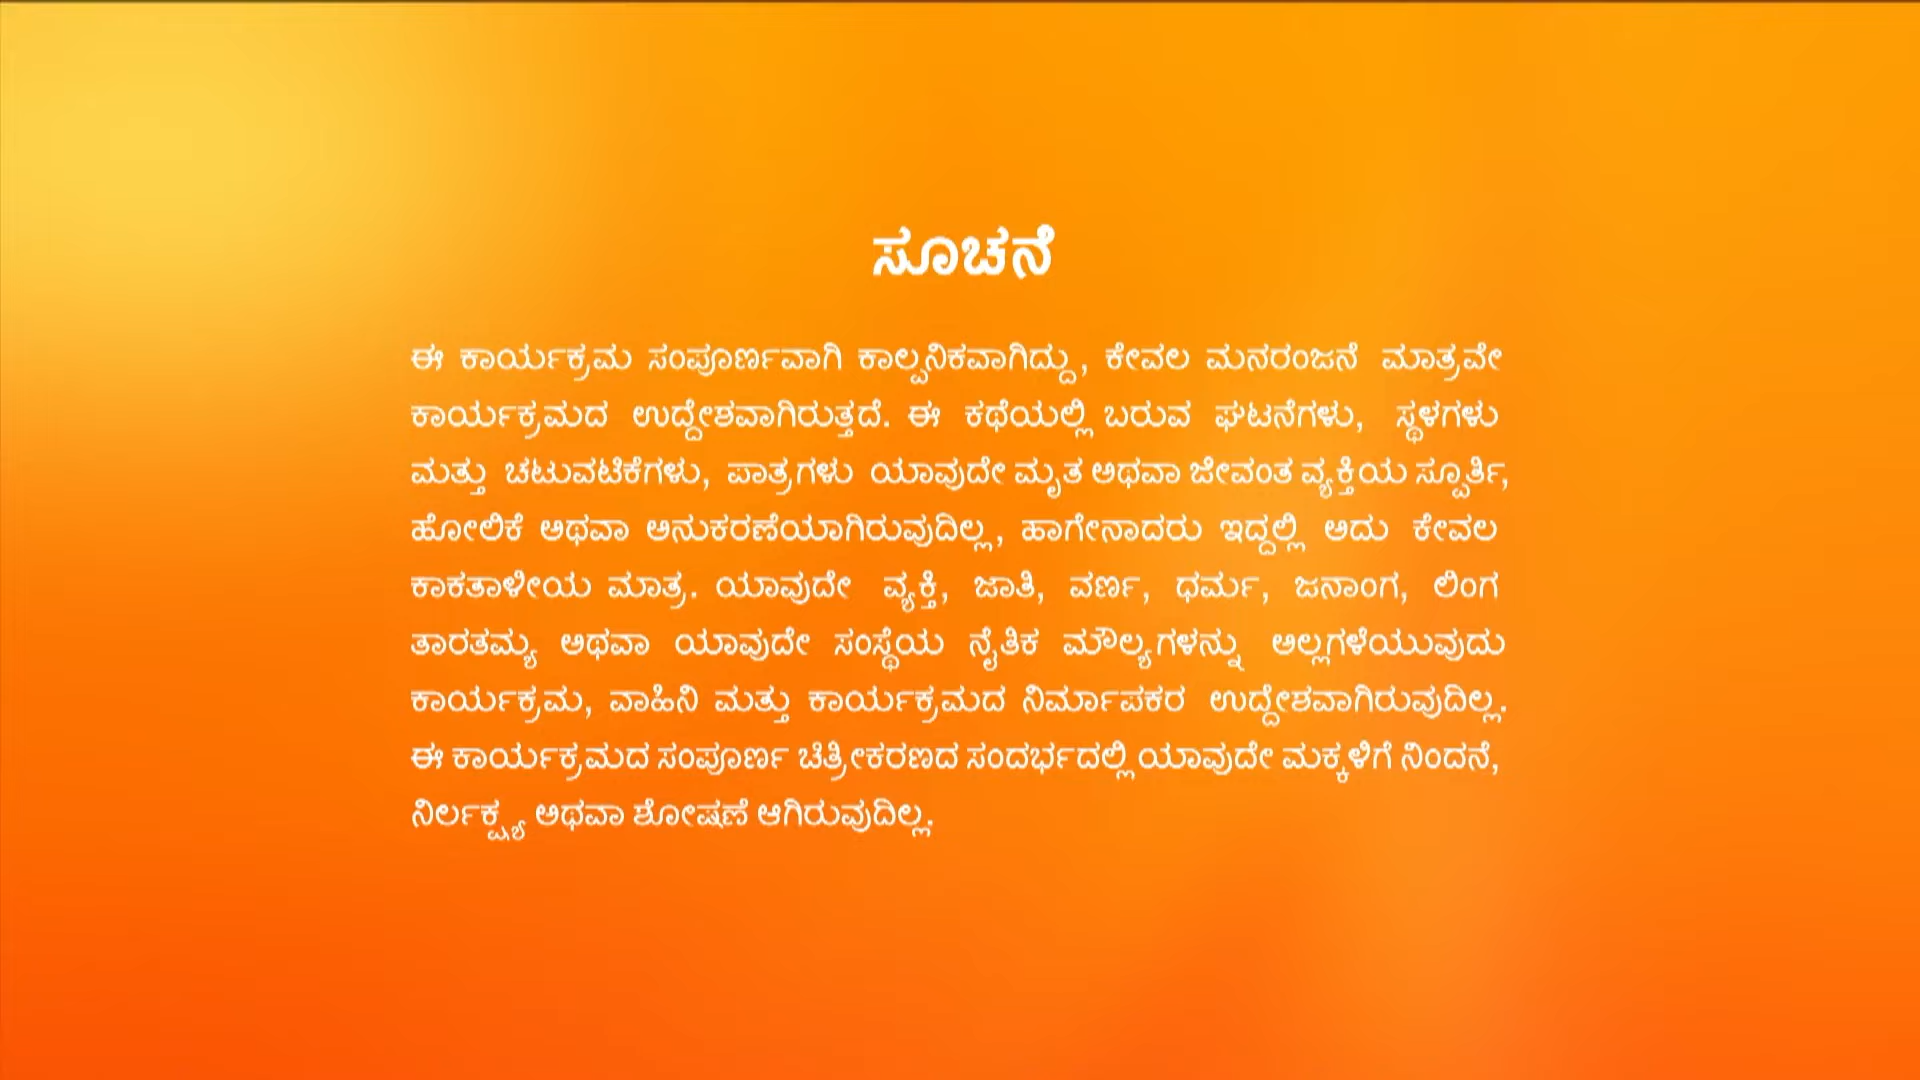 ಸೂಚನೆ
ಈ ಕಾರ್ಯಕ್ರಮ ಸಂಪೂರ್ಣವಾಗಿ ಕಾಲ್ಪನಿಕವಾಗಿದ್ದು, ಕೇವಲ ಮನರಂಜನೆ ಮಾತ್ರವೇ
ಕಾರ್ಯಕ್ರಮದ ಉದ್ದೇಶವಾಗಿರುತ್ತದೆ. ಈ ಕಥೆಯಲ್ಲಿ ಬರುವ ಘಟನೆಗಳು, ಸ್ಥಳಗಳು
ಮತ್ತು ಚಟುವಟಿಕೆಗಳು, ಪಾತ್ರಗಳು ಯಾವುದೇ ಮೃತ ಅಥವಾ ಜೀವಂತ ವ್ಯಕ್ತಿಯ ಸ್ಪೂರ್ತಿ,
ಹೋಲಿಕೆ ಅಥವಾ ಅನುಕರಣೆಯಾಗಿರುವುದಿಲ್ಲ, ಹಾಗೇನಾದರು ಇದ್ದಲ್ಲಿ ಅದು ಕೇವಲ
ಕಾಕತಾಳೀಯ ಮಾತ್ರ. ಯಾವುದೇ ವ್ಯಕ್ತಿ, ಜಾತಿ, ವರ್ಣ, ಧರ್ಮ, ಜನಾಂಗ, ಲಿಂಗ
ತಾರತಮ್ಯ ಅಥವಾ ಯಾವುದೇ ಸಂಸ್ಥೆಯ ನೈತಿಕ ಮೌಲ್ಯಗಳನ್ನು ಅಲ್ಲಗಳೆಯುವುದು
ಕಾರ್ಯಕ್ರಮ, ವಾಹಿನಿ ಮತ್ತು ಕಾರ್ಯಕ್ರಮದ ನಿರ್ಮಾಪಕರ ಉದ್ದೇಶವಾಗಿರುವುದಿಲ್ಲ.
ಈ ಕಾರ್ಯಕ್ರಮದ ಸಂಪೂರ್ಣ ಚಿತ್ರೀಕರಣದ ಸಂದರ್ಭದಲ್ಲಿ ಯಾವುದೇ ಮಕ್ಕಳಿಗೆ ನಿಂದನೆ,
ನಿರ್ಲಕ್ಷ್ಯ ಅಥವಾ ಶೋಷಣೆ ಆಗಿರುವುದಿಲ್ಲ.